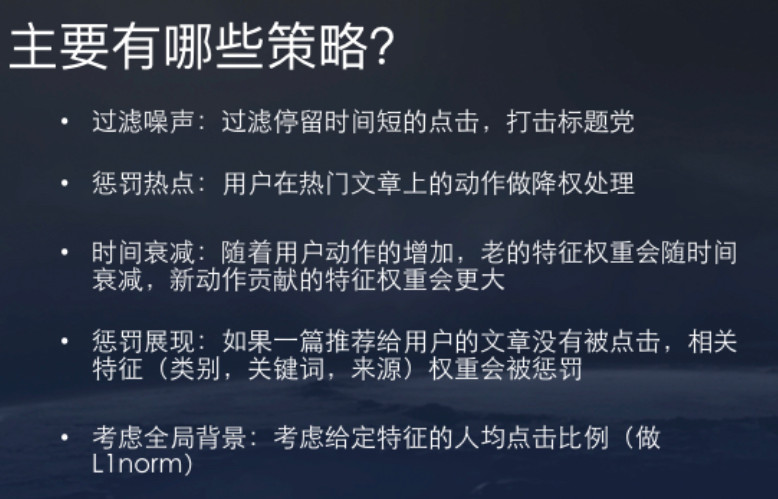 主要有哪些策略?
• 过滤噪声：过滤停留时间短的点击，打击标题党
• 惩罚热点：用户在热门文章上的动作做降权处理
• 时间衰减：随着用户动作的增加，老的特征权重会随时间
衰减，新动作贡献的特征权重会更大
• 惩罚展现：如果一篇推荐给用户的文章没有被点击，相关
特征（类别，关键词，来源）权重会被惩罚
• 考虑全局背景：考虑给定特征的人均点击比例（做
L1norm）